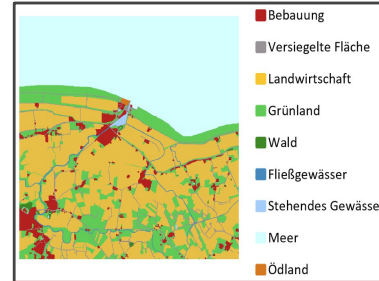 Bebauung
Versiegelte Fläche
Landwirtschaft
Grünland
Wald
Fließgewässer
Stehendes Gewässe
Meer
Ödland